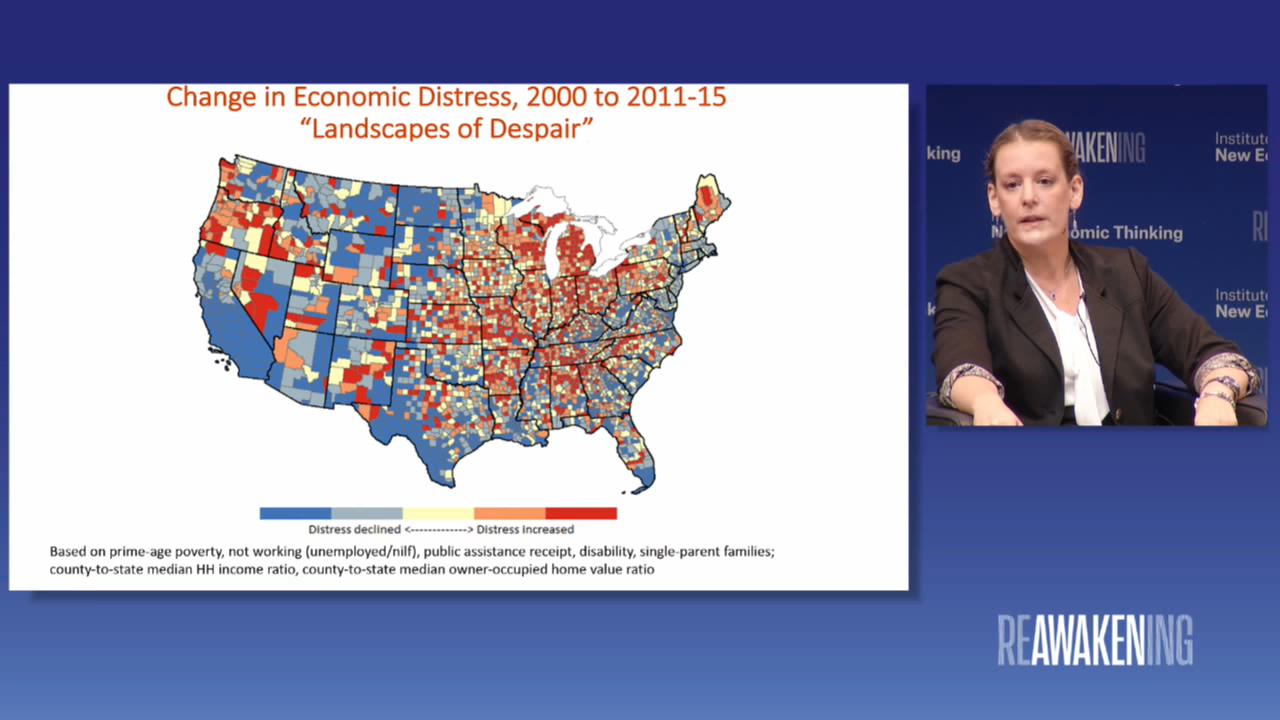 Change in Economic Distress, 2000 to 2011-15
“Landscapes of Despair”
Distress declined <-------------> Distress Increased
Based on prime-age poverty, not working (unemployed/nilf), public assistance receipt, disability, single-parent families;
county-to-state median HH income ratio, county-to-state median owner-occupied home value ratio
king
AWAKENING
Institute
New Ec
N
omic Thinking
RE
k
Institute
New Ec
REAWAKENING